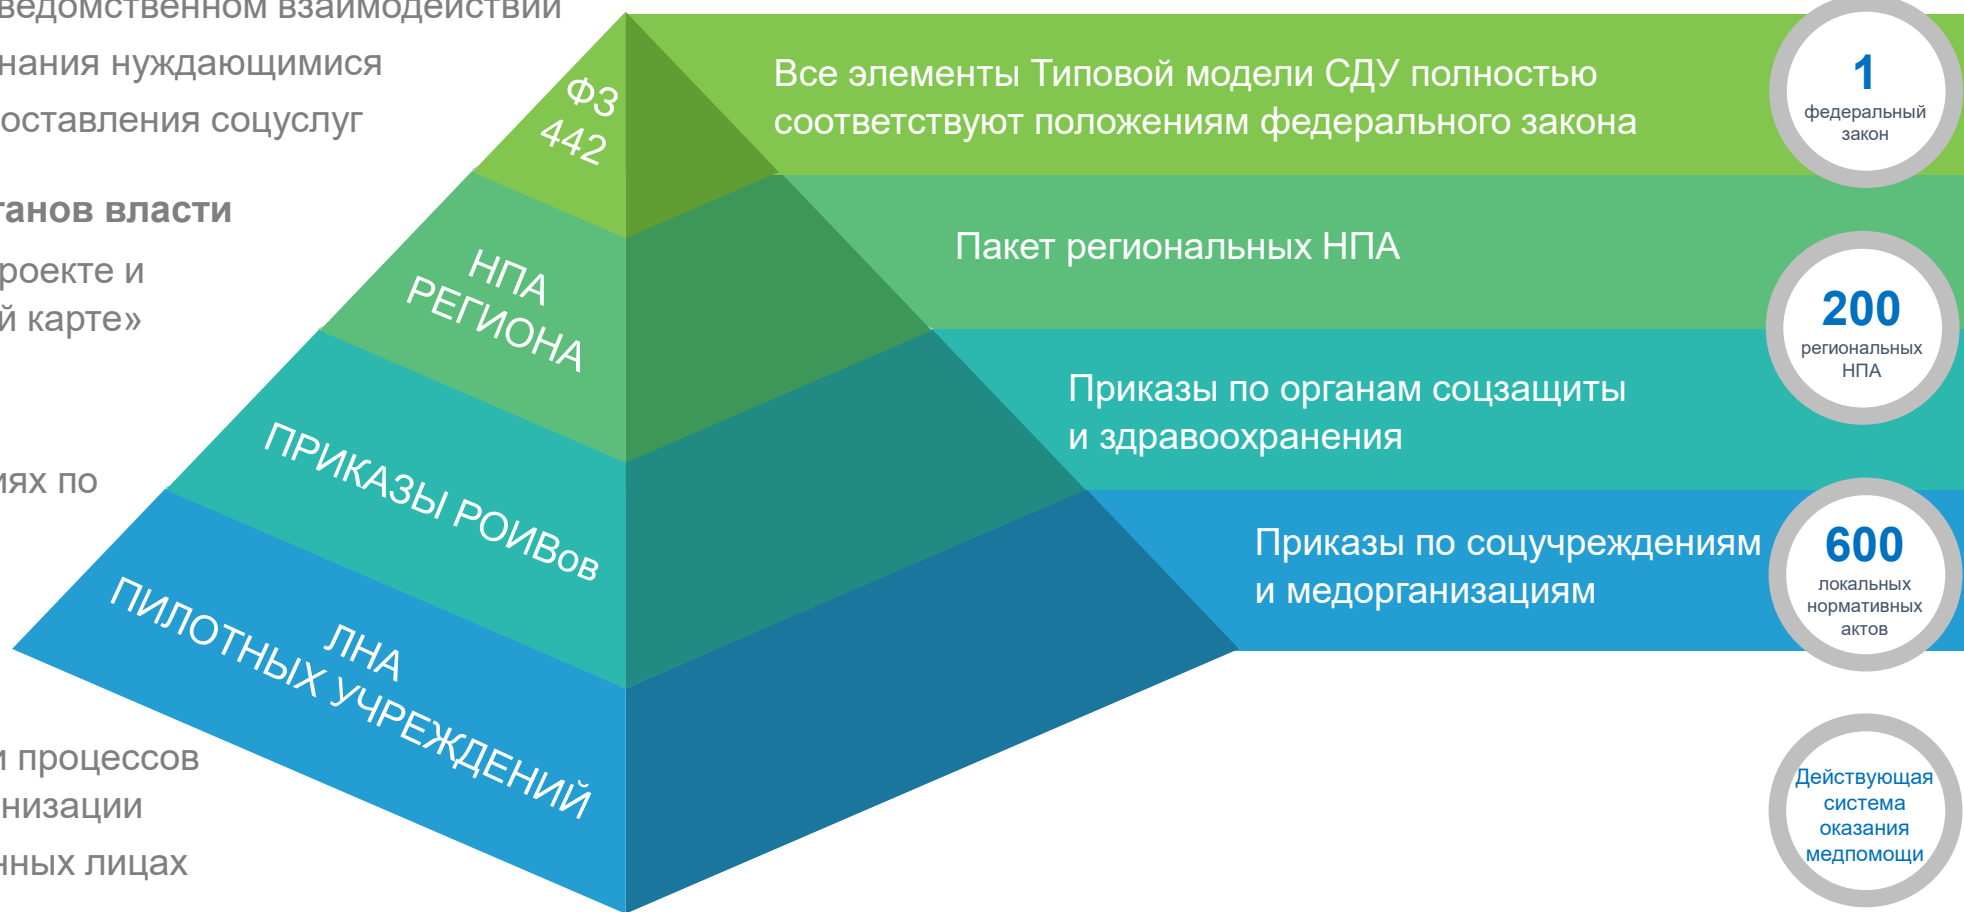 ведомственном взаимодействии
нания нуждающимися
оставления соцуслуг
танов власти
роекте и
й карте»
иях по
и процессов
низации
нных лицах
ФЗ
442
НПА
РЕГИОНА
ПРИКАЗЫ РОИВов
ЛНА
ПИЛОТНЫХ УЧРЕЖДЕНИЙ
Все элементы Типовой модели СДУ полностью
соответствуют положениям федерального закона
Пакет региональных НПА
Приказы по органам соцзащиты
и здравоохранения
Приказы по соцучреждениям
и медорганизациям
1
федеральный
закон
200
региональных
НПА
600
локальных
нормативных
актов
Действующая
система
оказания
медпомощи